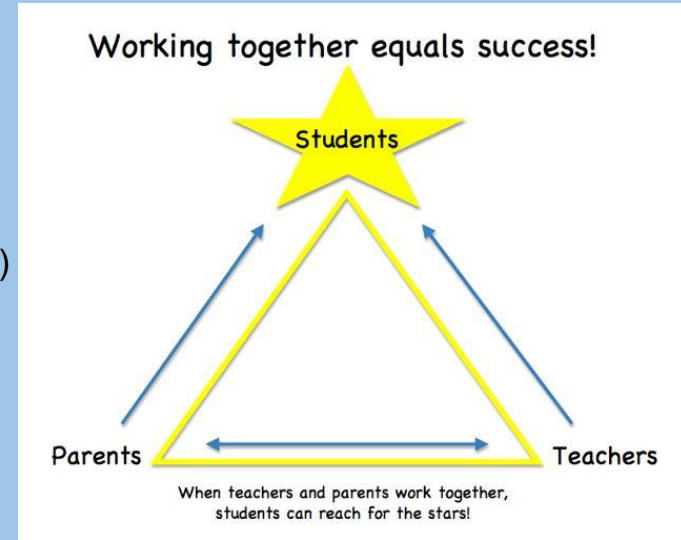 Working together equals success!
Students
)
Parents
Teachers
When teachers and parents work together,
students can reach for the stars!